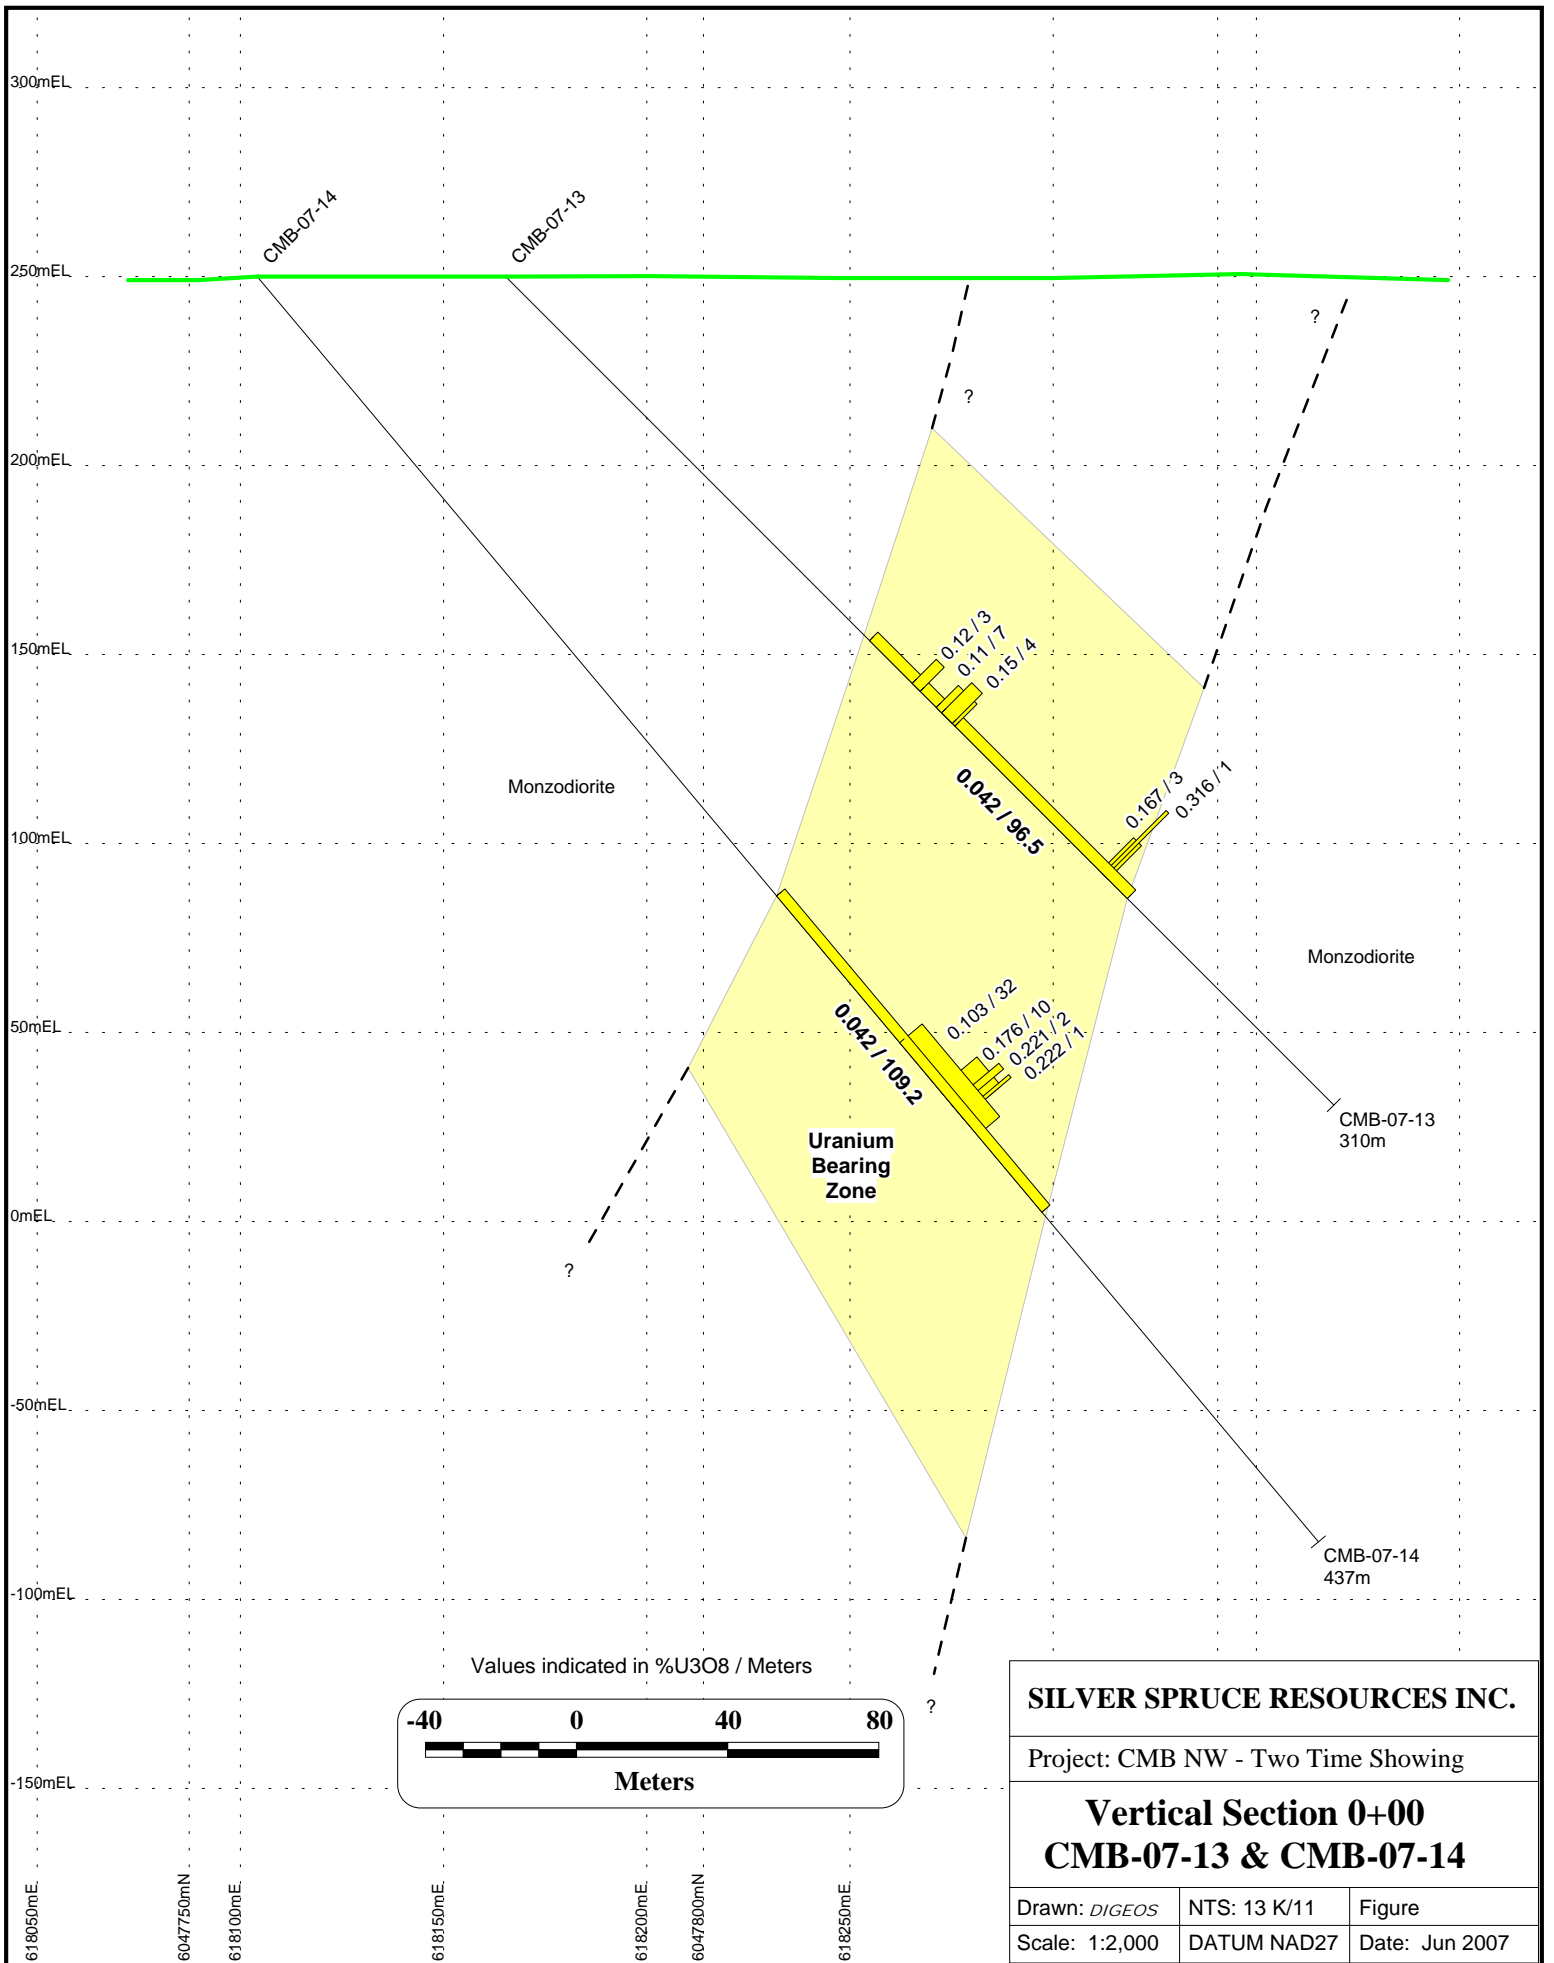 300mEL
CMB-07-14
CMB-07-13
250mEL
?
?
200mEL
0.12 / 3
0.11 / 7
0.15 / 4
150mEL
Monzodiorite
0.042 / 96.5
0.167 / 3
0.316 / 1
100mEL
Monzodiorite
50mEL
0.042 / 109.2
0.103 / 32
0.176 / 10
0.221 / 2
0.222 / 1
CMB-07-13
310m
Uranium
Bearing
Zone
0mEL
?
-50mEL
CMB-07-14
437m
-100mEL
Values indicated in %U3O8 / Meters
?
-40 0 40 80
Meters
-150mEL
SILVER SPRUCE RESOURCES INC.
Project: CMB NW - Two Time Showing
Vertical Section 0+00
CMB-07-13 & CMB-07-14
Drawn: DIGEOS NTS: 13 K/11 Figure
Scale: 1:2,000 DATUM NAD27 Date: Jun 2007
618050mE
6047750mN
618100mE
618150mE
618200mE
6047800mN
618250mE